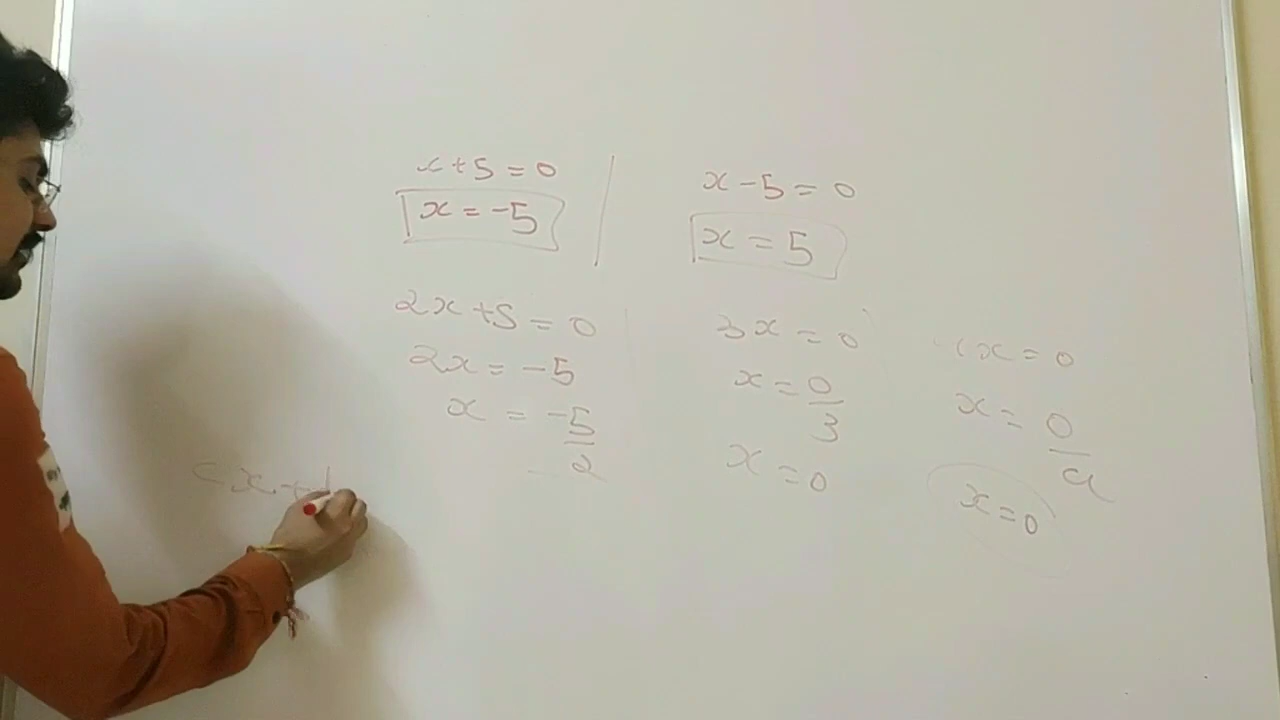 x+5=0
x=-5
x-5=0
x=5
2x+5=0
2x=-5
x=-5/2
3x=0
x=0/3
x=0
x=0
x=0/a
x=0
cx+d